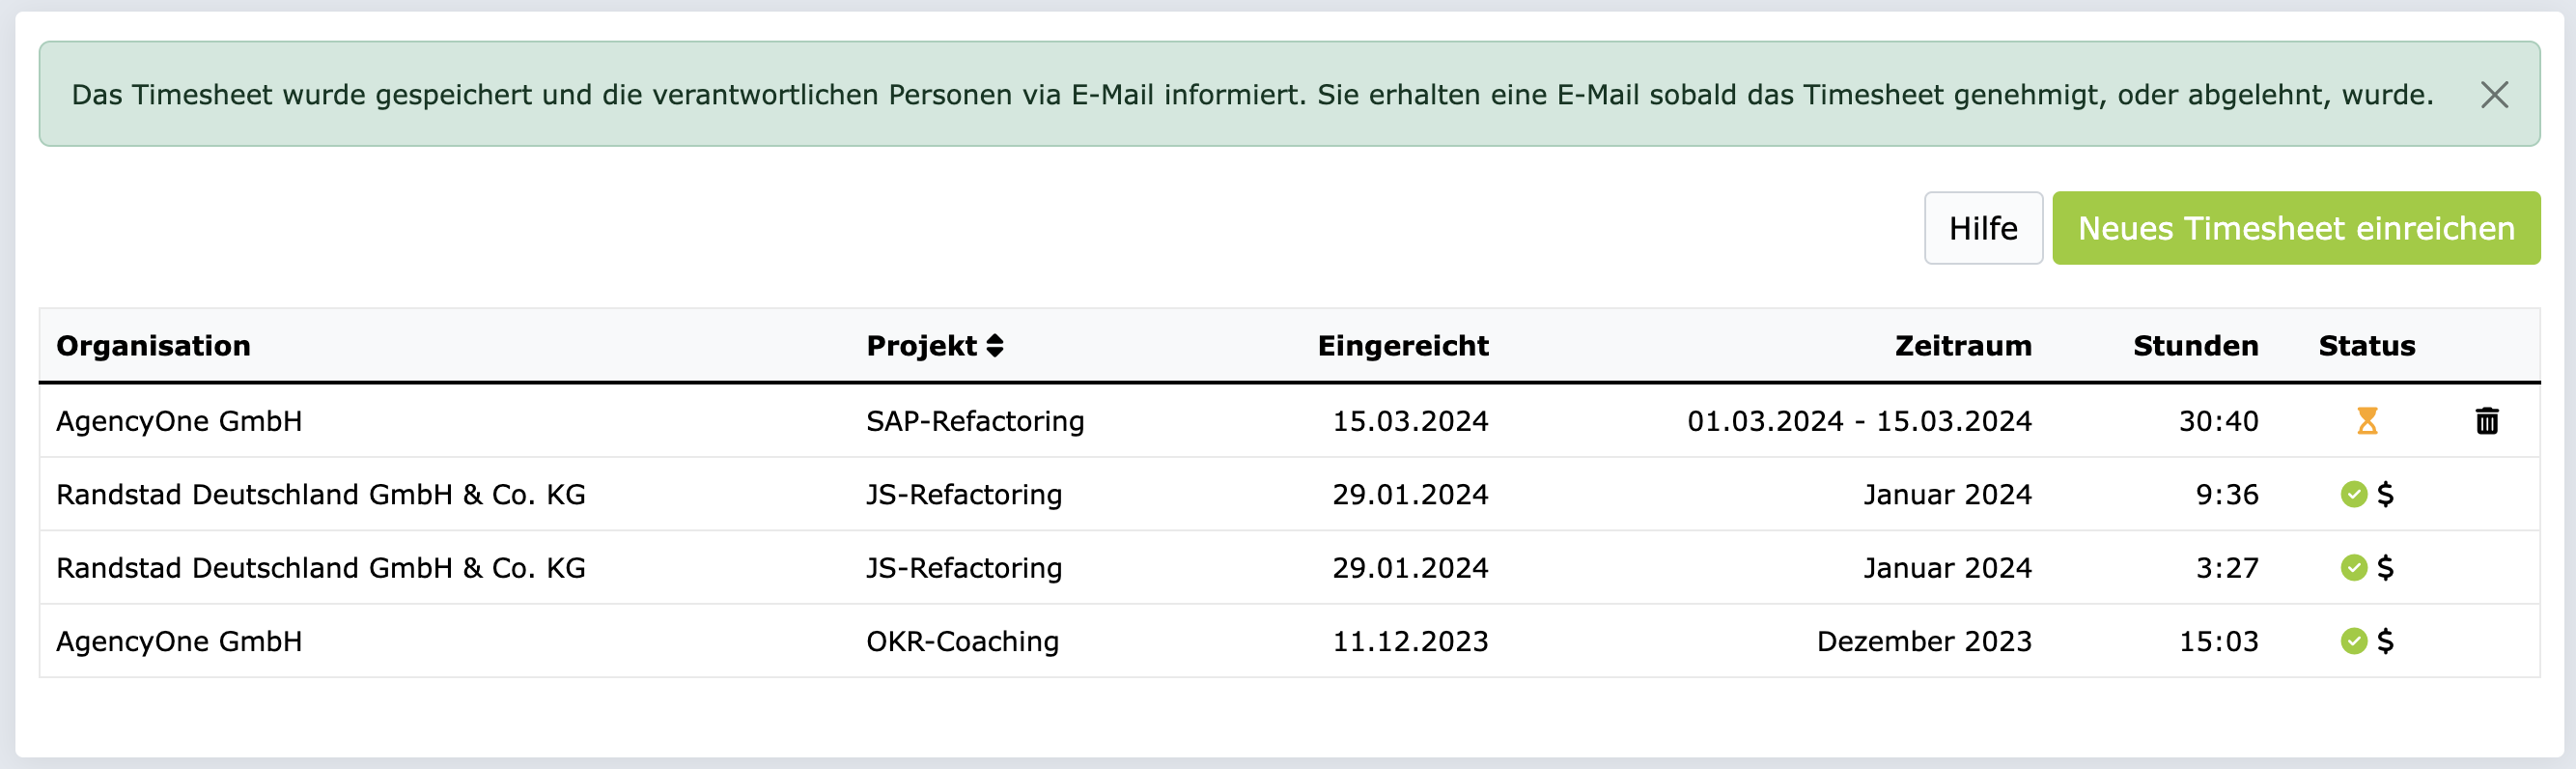 Das Timesheet wurde gespeichert und die verantwortlichen Personen via E-Mail informiert. Sie erhalten eine E-Mail sobald das Timesheet genehmigt, oder abgelehnt, wurde.
Hilfe Neues Timesheet einreichen
Organisation Projekt Eingereicht Zeitraum Stunden Status
AgencyOne GmbH SAP-Refactoring 15.03.2024 01.03.2024 - 15.03.2024 30:40
Randstad Deutschland GmbH & Co. KG JS-Refactoring 29.01.2024 Januar 2024 9:36 $
Randstad Deutschland GmbH & Co. KG JS-Refactoring 29.01.2024 Januar 2024 3:27 $
AgencyOne GmbH OKR-Coaching 11.12.2023 Dezember 2023 15:03 $